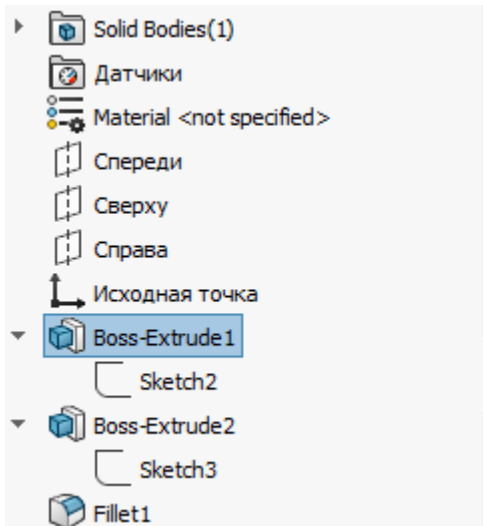 Solid Bodies(1)
Датчики
Material <not specified>
Спереди
Сверху
Справа
Исходная точка
Boss-Extrude1
Sketch2
Boss-Extrude2
Sketch3
Fillet1